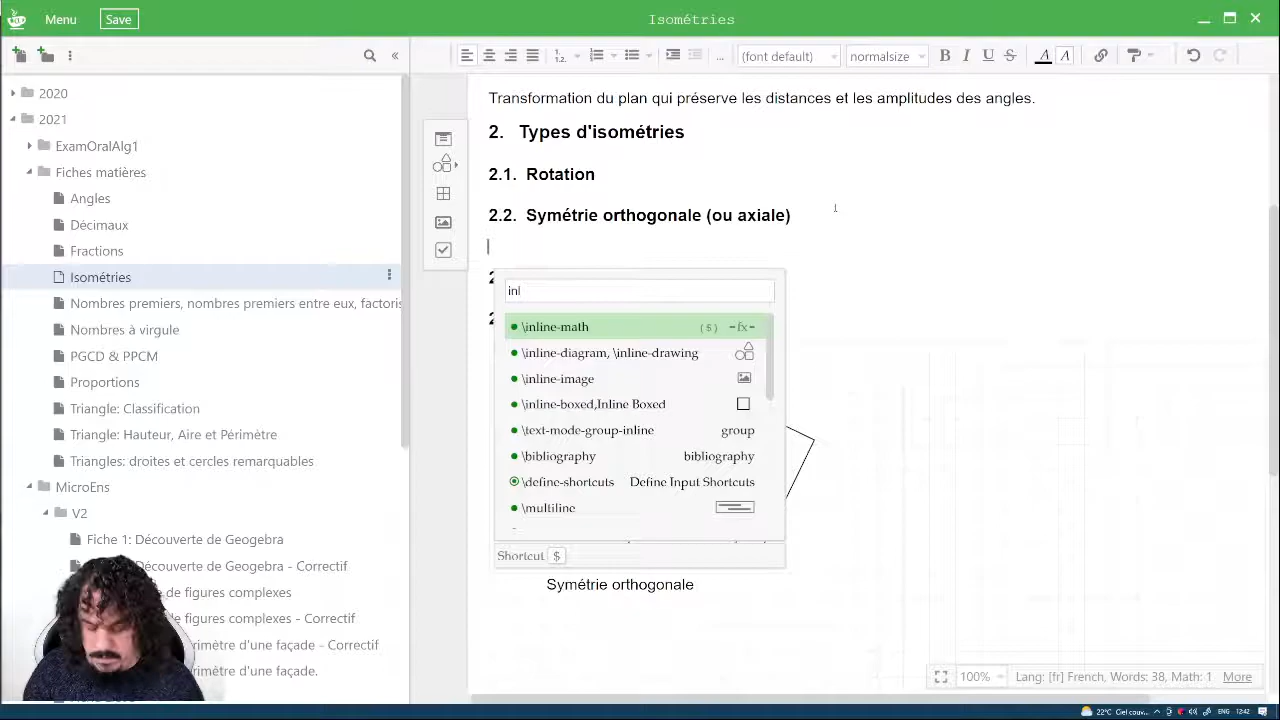 Menu
Save
Isométries
(font default)
normalsize
B
I
U
S
A
A
2020
2021
ExamOralAlg1
Fiches matières
Angles
Décimaux
Fractions
Isométries
Nombres premiers, nombres premiers entre eux, factoris
Nombres à virgule
PGCD & PPCM
Proportions
Triangle: Classification
Triangle: Hauteur, Aire et Périmètre
Triangles: droites et cercles remarquables
MicroEns
V2
Fiche 1: Découverte de Geogebra
Découverte de Geogebra - Correctif
de figures complexes
de figures complexes - Correctif
rimètre d'une façade - Correctif
rimètre d'une façade.
Transformation du plan qui préserve les distances et les amplitudes des angles.
2. Types d'isométries
2.1. Rotation
2.2. Symétrie orthogonale (ou axiale)
inl
\inline-math ($) -fx-
\inline-diagram, \inline-drawing
\inline-image
\inline-boxed,Inline Boxed
\text-mode-group-inline group
\bibliography bibliography
\define-shortcuts Define Input Shortcuts
\multiline
Shortcut $
Symétrie orthogonale
100%
Lang: [fr] French, Words: 38, Math: 1 More
22°C Ciel couv... ENG 12:42